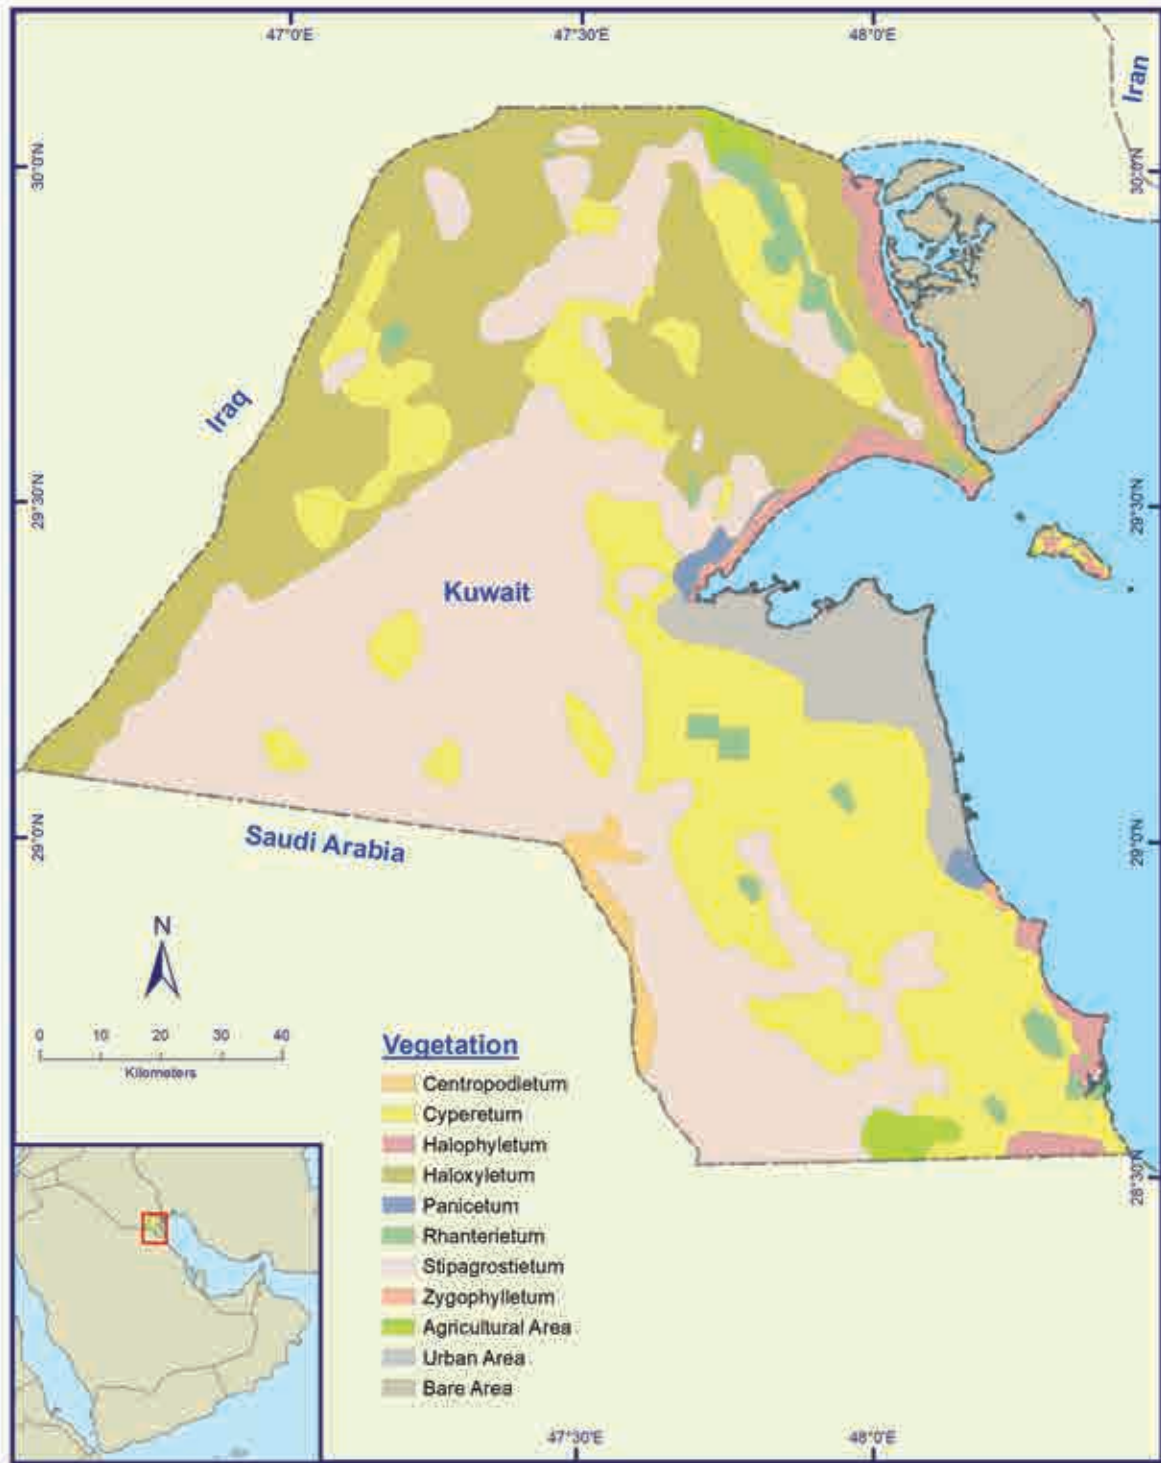 47°0'E 47°30'E 48°0'E
Iran
30°0'N 30°0'N
Iraq
29°30'N 29°30'N
Kuwait
29°0'N 29°0'N
Saudi Arabia
N
0 10 20 30 40
Kilometers
28°30'N
Vegetation
Centropodietum
Cyperetum
Halophyletum
Haloxyletum
Panicetum
Rhanterietum
Stipagrostietum
Zygophylletum
Agricultural Area
Urban Area
Bare Area
47°30'E 48°0'E